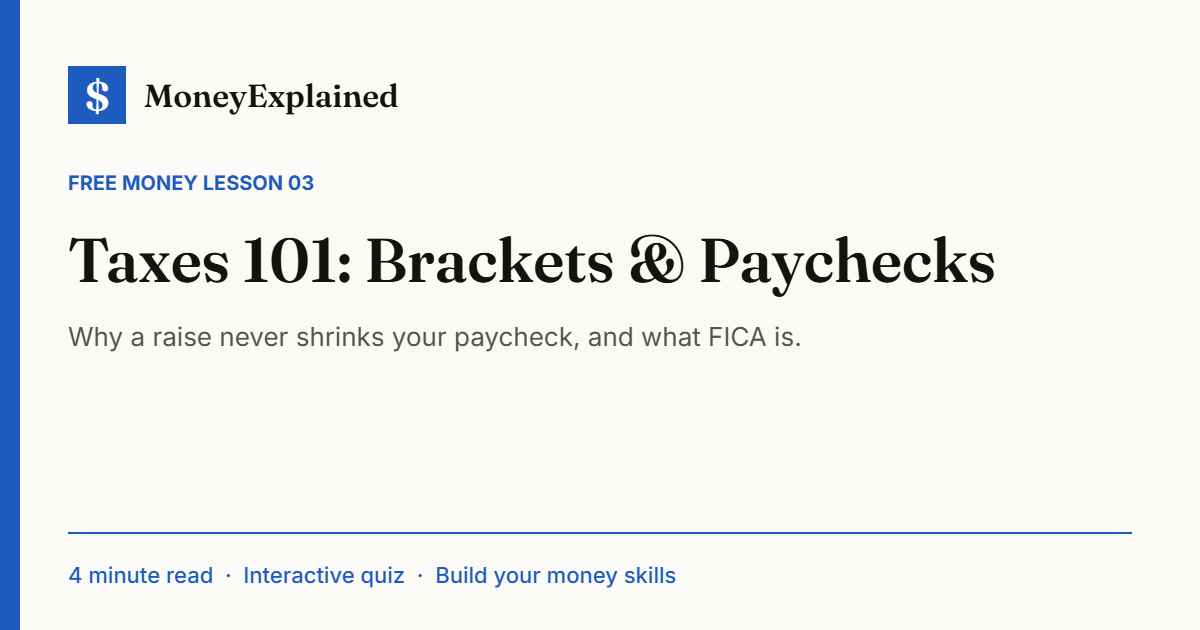 $ MoneyExplained
FREE MONEY LESSON 03
Taxes 101: Brackets & Paychecks
Why a raise never shrinks your paycheck, and what FICA is.
4 minute read · Interactive quiz · Build your money skills